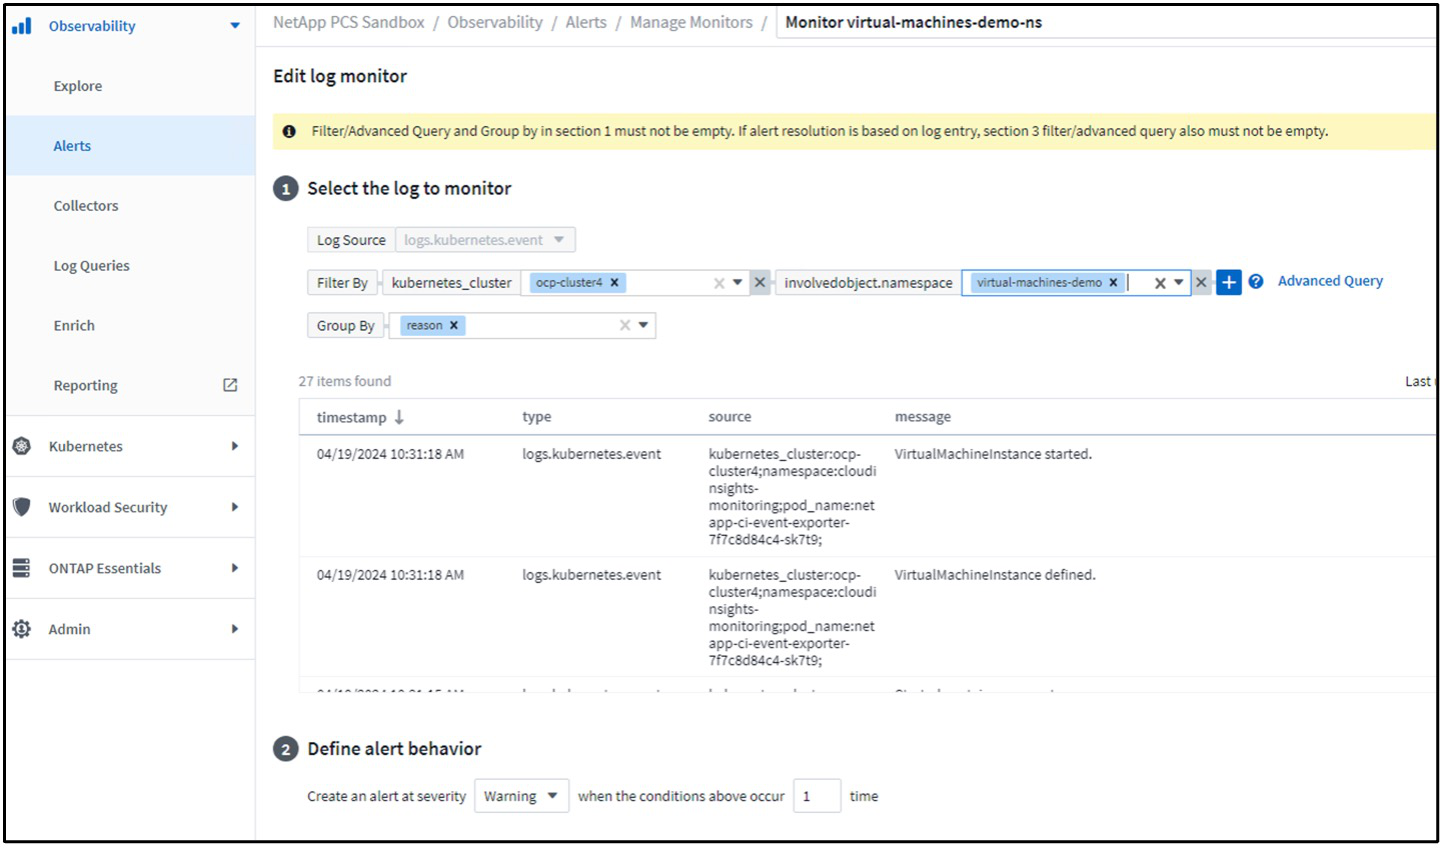 Observability
NetApp PCS Sandbox / Observability / Alerts / Manage Monitors / Monitor virtual-machines-demo-ns
Explore
Alerts
Collectors
Log Queries
Enrich
Reporting
Kubernetes
Workload Security
ONTAP Essentials
Admin
Edit log monitor
Filter/Advanced Query and Group by in section 1 must not be empty. If alert resolution is based on log entry, section 3 filter/advanced query also must not be empty.
1 Select the log to monitor
Log Source logs.kubernetes.event
Filter By kubernetes_cluster ocp-cluster4 involvedobject.namespace virtual-machines-demo Advanced Query
Group By reason
27 items found
Last
timestamp type source message
04/19/2024 10:31:18 AM logs.kubernetes.event kubernetes_cluster:ocp- VirtualMachineInstance started.
cluster4;namespace:cloudi
nsights-
monitoring;pod_name:net
app-ci-event-exporter-
7f7c8d84c4-sk7t9;
04/19/2024 10:31:18 AM logs.kubernetes.event kubernetes_cluster:ocp- VirtualMachineInstance defined.
cluster4;namespace:cloudi
nsights-
monitoring;pod_name:net
app-ci-event-exporter-
7f7c8d84c4-sk7t9;
2 Define alert behavior
Create an alert at severity Warning when the conditions above occur 1 time